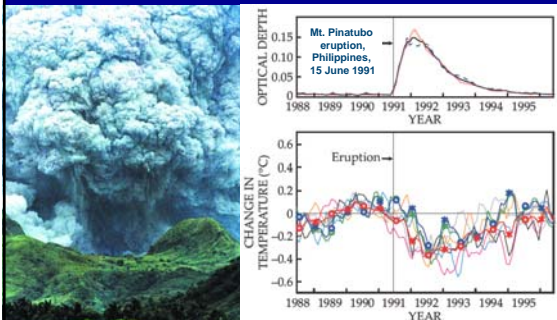 OPTICAL DEPTH
0.15
0.10
0.05
0
Mt. Pinatubo
eruption,
Philippines,
15 June 1991
1988 1989 1990 1991 1992 1993 1994 1995
YEAR
CHANGE IN
TEMPERATURE (°C)
0.6
0.4
0.2
0
−0.2
−0.4
−0.6
Eruption
1988 1989 1990 1991 1992 1993 1994 1995
YEAR